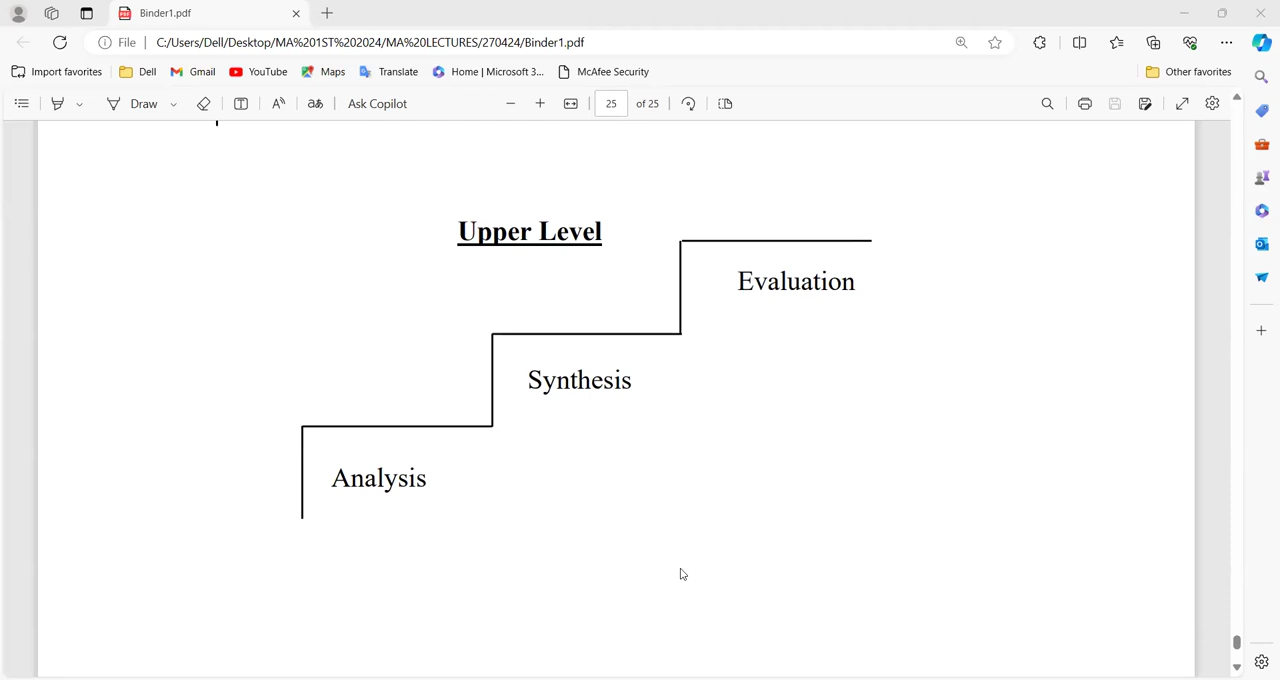 Binder1.pdf
File
C:/Users/Dell/Desktop/MA%201ST%202024/MA%20LECTURES/270424/Binder1.pdf
Import favorites Dell Gmail YouTube Maps Translate Home | Microsoft 3... McAfee Security Other favorites
Draw Ask Copilot 25 of 25
Upper Level
Evaluation
Synthesis
Analysis